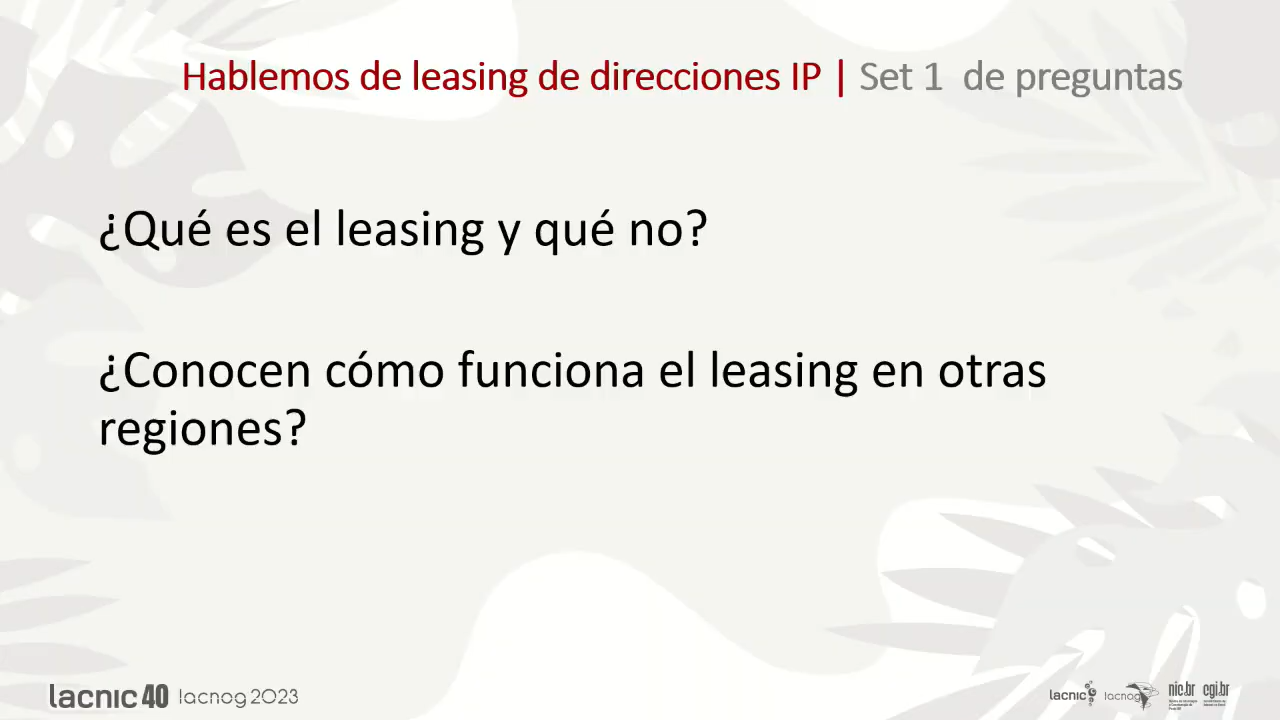 Hablemos de leasing de direcciones IP | Set 1 de preguntas
¿Qué es el leasing y qué no?
¿Conocen cómo funciona el leasing en otras
regiones?
lacnic 40 lacnog 2023
lacnic lacnog nic.br cgi.br